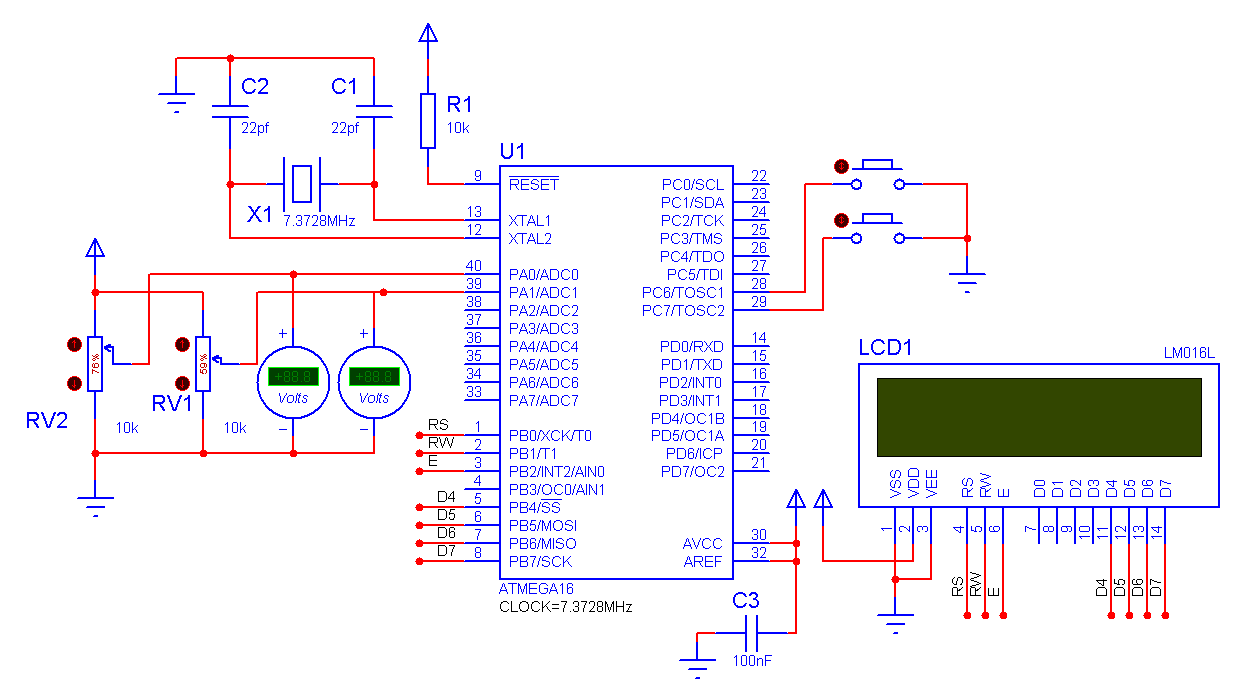 C2
22pf
C1
22pf
R1
10k
X1
7.3728MHz
U1
9
RESET
13
XTAL1
12
XTAL2
40
PA0/ADC0
39
PA1/ADC1
38
PA2/ADC2
37
PA3/ADC3
36
PA4/ADC4
35
PA5/ADC5
34
PA6/ADC6
33
PA7/ADC7
RS
1
PB0/XCK/T0
RW
2
PB1/T1
E
3
PB2/INT2/AIN0
4
PB3/OC0/AIN1
D4
5
PB4/SS
D5
6
PB5/MOSI
D6
7
PB6/MISO
D7
8
PB7/SCK
PC0/SCL
22
PC1/SDA
23
PC2/TCK
24
PC3/TMS
25
PC4/TDO
26
PC5/TDI
27
PC6/TOSC1
28
PC7/TOSC2
29
PD0/RXD
14
PD1/TXD
15
PD2/INT0
16
PD3/INT1
17
PD4/OC1B
18
PD5/OC1A
19
PD6/ICP
20
PD7/OC2
21
AVCC
30
AREF
32
ATMEGA16
CLOCK=7.3728MHz
RV2
76%
10k
RV1
59%
10k
+
+88.8
Volts
−
+
+88.8
Volts
−
C3
100nF
LCD1
LM016L
VSS
VDD
VEE
RS
RW
E
D0
D1
D2
D3
D4
D5
D6
D7
1
2
3
4
5
6
7
8
9
10
11
12
13
14
RS
RW
E
D4
D5
D6
D7